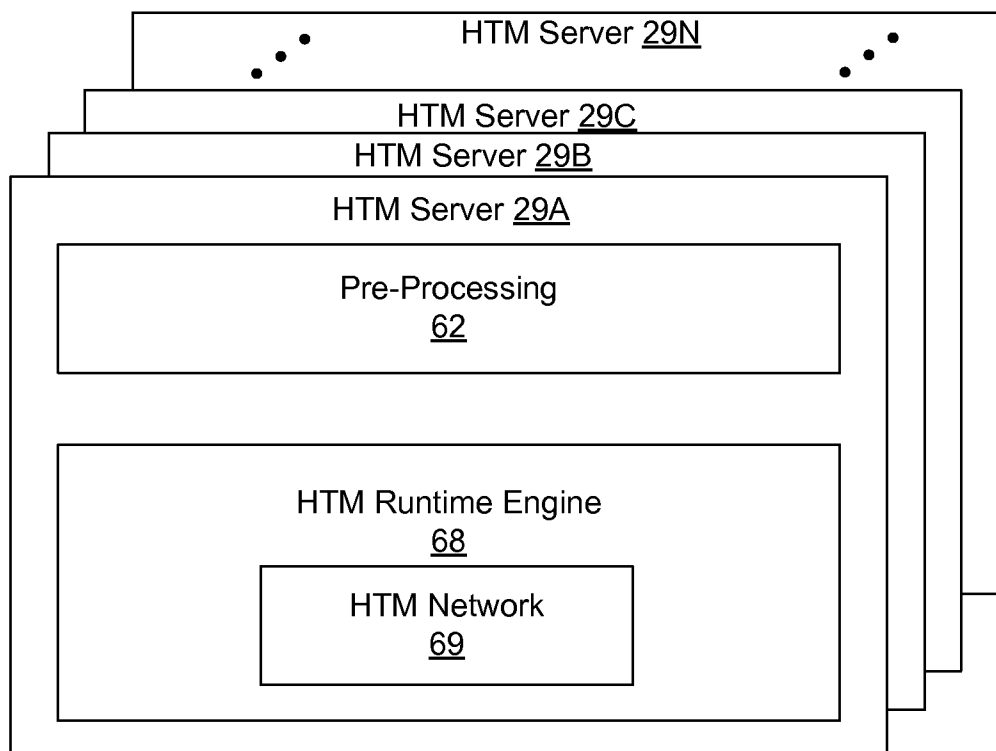 HTM Server 29N
HTM Server 29C
HTM Server 29B
HTM Server 29A
Pre-Processing
62
HTM Runtime Engine
68
HTM Network
69